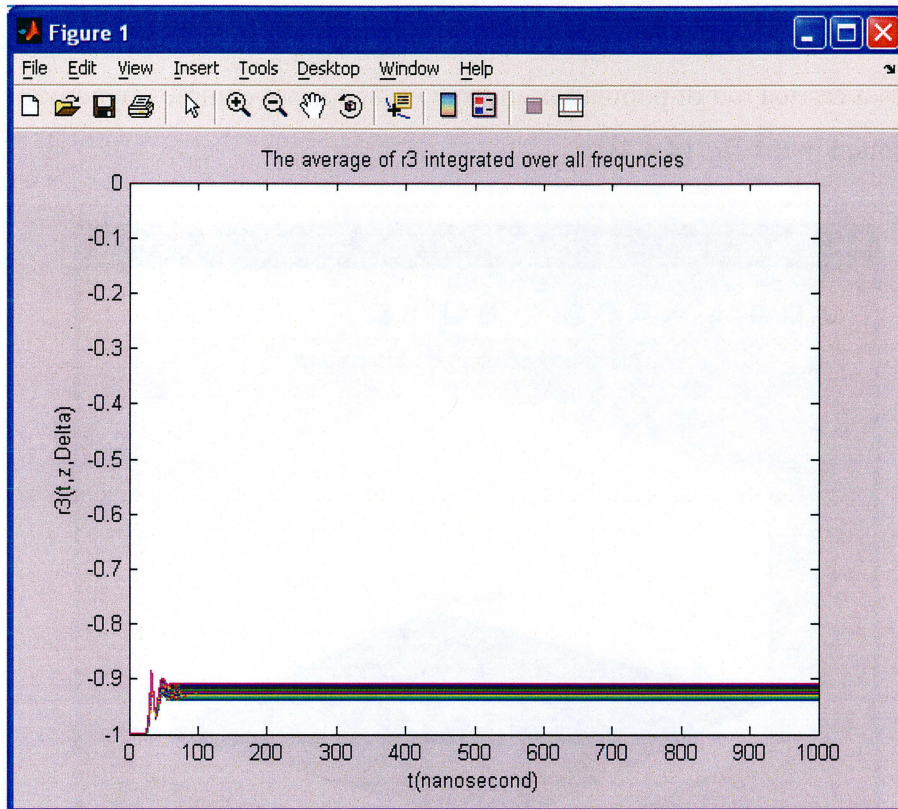 Figure 1
File Edit View Insert Tools Desktop Window Help
The average of r3 integrated over all frequncies
0
-0.1
-0.2
-0.3
-0.4
-0.5
-0.6
-0.7
-0.8
-0.9
-1
r3(t,z,Delta)
0 100 200 300 400 500 600 700 800 900 1000
t(nanosecond)